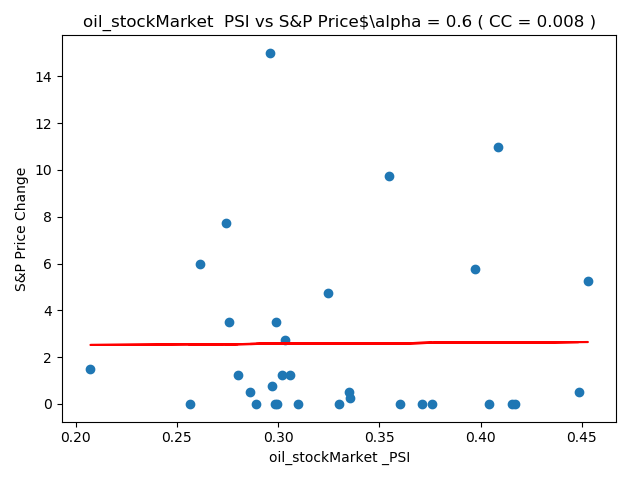 oil_stockMarket  PSI vs S&P Price$\alpha = 0.6 ( CC = 0.008 )
14
12
10
8
6
4
2
0
S&P Price Change
0.20 0.25 0.30 0.35 0.40 0.45
oil_stockMarket _PSI